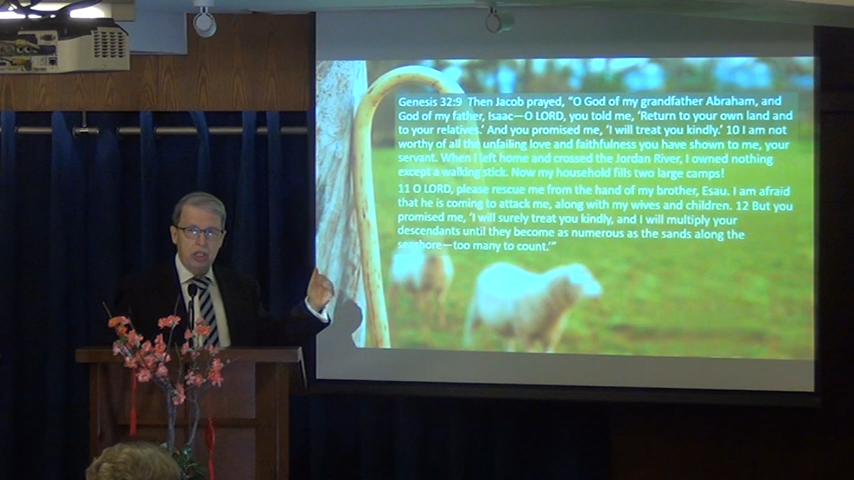 Genesis 32:9 Then Jacob prayed, “O God of my grandfather Abraham, and
God of my father, Isaac—O LORD, you told me, ‘Return to your own land and
to your relatives.’ And you promised me, ‘I will treat you kindly.’ 10 I am not
worthy of all the unfailing love and faithfulness you have shown to me, your
servant. When I left home and crossed the Jordan River, I owned nothing
except a walking stick. Now my household fills two large camps!
11 O LORD, please rescue me from the hand of my brother, Esau. I am afraid
that he is coming to attack me, along with my wives and children. 12 But you
promised me, ‘I will surely treat you kindly, and I will multiply your
descendants until they become as numerous as the sands along the
seashore—too many to count.’”